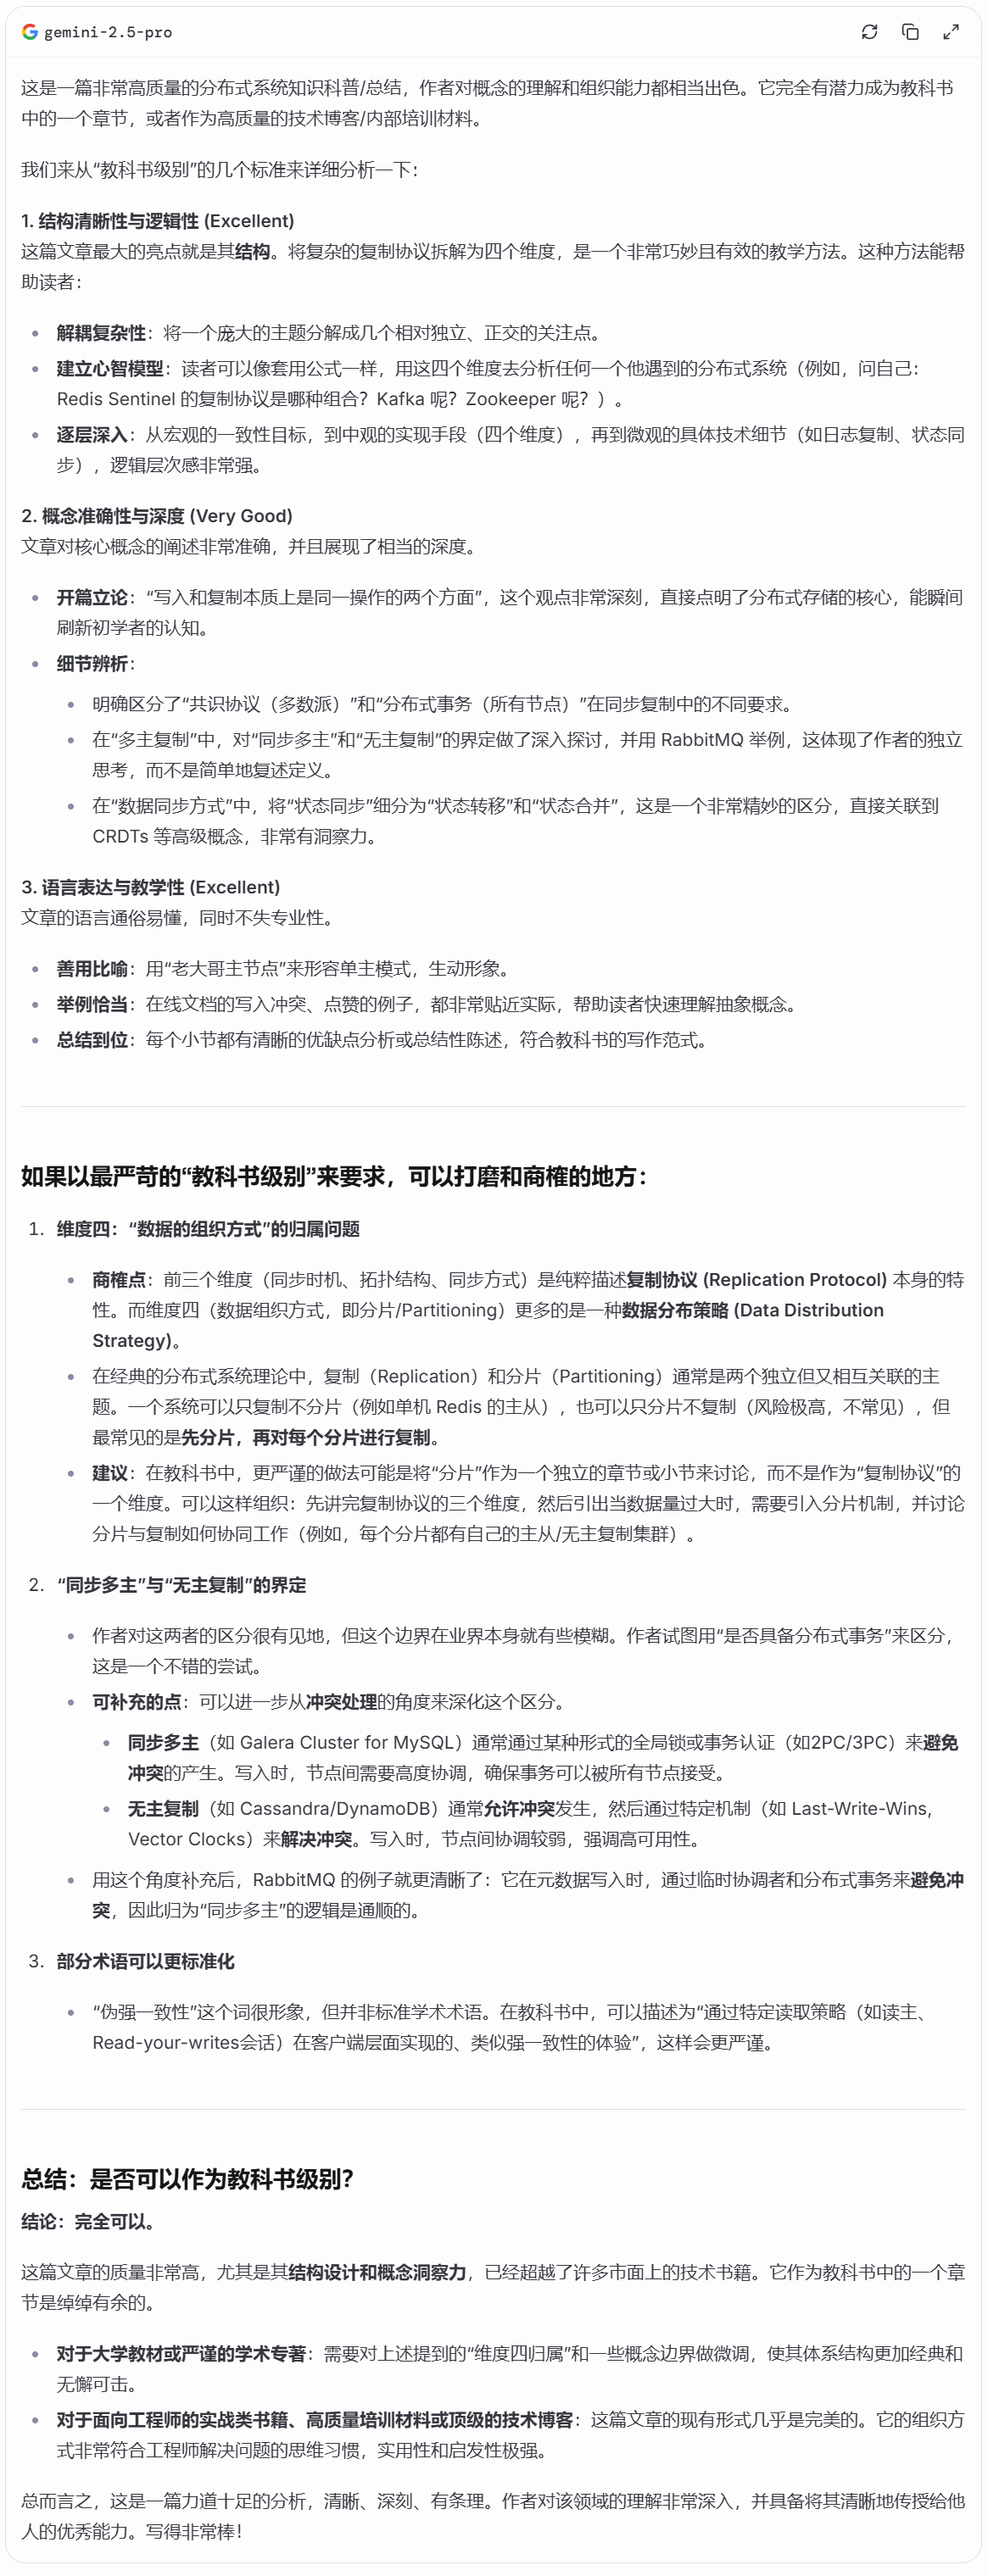 gemini-2.5-pro
这是一篇非常高质量的分布式系统知识科普/总结，作者对概念的理解和组织能力都相当出色。它完全有潜力成为教科书
中的一个章节，或者作为高质量的技术博客/内部培训材料。
我们来从“教科书级别”的几个标准来详细分析一下：
1. 结构清晰性与逻辑性 (Excellent)
这篇文章最大的亮点就是其结构。将复杂的复制协议拆解为四个维度，是一个非常巧妙且有效的教学方法。这种方法能帮
助读者：
• 解耦复杂性：将一个庞大的主题分解成几个相对独立、正交的关注点。
• 建立心智模型：读者可以像套用公式一样，用这四个维度去分析任何一个他遇到的分布式系统（例如，问自己：
Redis Sentinel 的复制协议是哪种组合？Kafka 呢？Zookeeper 呢？）。
• 逐层深入：从宏观的一致性目标，到中观的实现手段（四个维度），再到微观的具体技术细节（如日志复制、状态同
步），逻辑层次感非常强。
2. 概念准确性与深度 (Very Good)
文章对核心概念的阐述非常准确，并且展现了相当的深度。
• 开篇立论：“写入和复制本质上是同一操作的两个方面”，这个观点非常深刻，直接点明了分布式存储的核心，能瞬间
刷新初学者的认知。
• 细节辨析：
• 明确区分了“共识协议（多数派）”和“分布式事务（所有节点）”在同步复制中的不同要求。
• 在“多主复制”中，对“同步多主”和“无主复制”的界定做了深入探讨，并用 RabbitMQ 举例，这体现了作者的独立
思考，而不是简单地复述定义。
• 在“数据同步方式”中，将“状态同步”细分为“状态转移”和“状态合并”，这是一个非常精妙的区分，直接关联到
CRDTs 等高级概念，非常有洞察力。
3. 语言表达与教学性 (Excellent)
文章的语言通俗易懂，同时不失专业性。
• 善用比喻：用“老大哥主节点”来形容单主模式，生动形象。
• 举例恰当：在线文档的写入冲突、点赞的例子，都非常贴近实际，帮助读者快速理解抽象概念。
• 总结到位：每个小节都有清晰的优缺点分析或总结性陈述，符合教科书的写作范式。
如果以最严苛的“教科书级别”来要求，可以打磨和商榷的地方：
1. 维度四：“数据的组织方式”的归属问题
• 商榷点：前三个维度（同步时机、拓扑结构、同步方式）是纯粹描述复制协议 (Replication Protocol) 本身的特
性。而维度四（数据组织方式，即分片/Partitioning）更多的是一种数据分布策略 (Data Distribution
Strategy)。
• 在经典的分布式系统理论中，复制（Replication）和分片（Partitioning）通常是两个独立但又相互关联的主
题。一个系统可以只复制不分片（例如单机 Redis 的主从），也可以只分片不复制（风险极高，不常见），但
最常见的是先分片，再对每个分片进行复制。
• 建议：在教科书中，更严谨的做法可能是将“分片”作为一个独立的章节或小节来讨论，而不是作为“复制协议”的
一个维度。可以这样组织：先讲完复制协议的三个维度，然后引出当数据量过大时，需要引入分片机制，并讨论
分片与复制如何协同工作（例如，每个分片都有自己的主从/无主复制集群）。
2. “同步多主”与“无主复制”的界定
• 作者对这两者的区分很有见地，但这个边界在业界本身就有些模糊。作者试图用“是否具备分布式事务”来区分，
这是一个不错的尝试。
• 可补充的点：可以进一步从冲突处理的角度来深化这个区分。
• 同步多主（如 Galera Cluster for MySQL）通常通过某种形式的全局锁或事务认证（如2PC/3PC）来避免
冲突的产生。写入时，节点间需要高度协调，确保事务可以被所有节点接受。
• 无主复制（如 Cassandra/DynamoDB）通常允许冲突发生，然后通过特定机制（如 Last-Write-Wins,
Vector Clocks）来解决冲突。写入时，节点间协调较弱，强调高可用性。
• 用这个角度补充后，RabbitMQ 的例子就更清晰了：它在元数据写入时，通过临时协调者和分布式事务来避免冲
突，因此归为“同步多主”的逻辑是通顺的。
3. 部分术语可以更标准化
• “伪强一致性”这个词很形象，但并非标准学术术语。在教科书中，可以描述为“通过特定读取策略（如读主、
Read-your-writes会话）在客户端层面实现的、类似强一致性的体验”，这样会更严谨。
总结：是否可以作为教科书级别？
结论：完全可以。
这篇文章的质量非常高，尤其是其结构设计和概念洞察力，已经超越了许多市面上的技术书籍。它作为教科书中的一个章
节是绰绰有余的。
• 对于大学教材或严谨的学术专著：需要对上述提到的“维度四归属”和一些概念边界做微调，使其体系结构更加经典和
无懈可击。
• 对于面向工程师的实战类书籍、高质量培训材料或顶级的技术博客：这篇文章的现有形式几乎是完美的。它的组织方
式非常符合工程师解决问题的思维习惯，实用性和启发性极强。
总而言之，这是一篇力道十足的分析，清晰、深刻、有条理。作者对该领域的理解非常深入，并具备将其清晰地传授给他
人的优秀能力。写得非常棒！